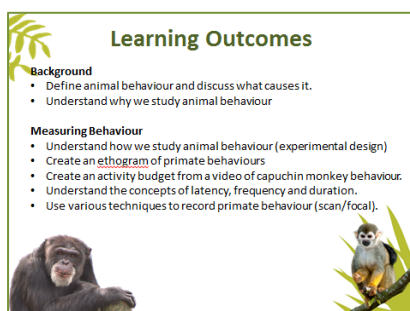 Learning Outcomes
Background
• Define animal behaviour and discuss what causes it.
• Understand why we study animal behaviour
Measuring Behaviour
• Understand how we study animal behaviour (experimental design)
• Create an ethogram of primate behaviours
• Create an activity budget from a video of capuchin monkey behaviour.
• Understand the concepts of latency, frequency and duration.
• Use various techniques to record primate behaviour (scan/focal).